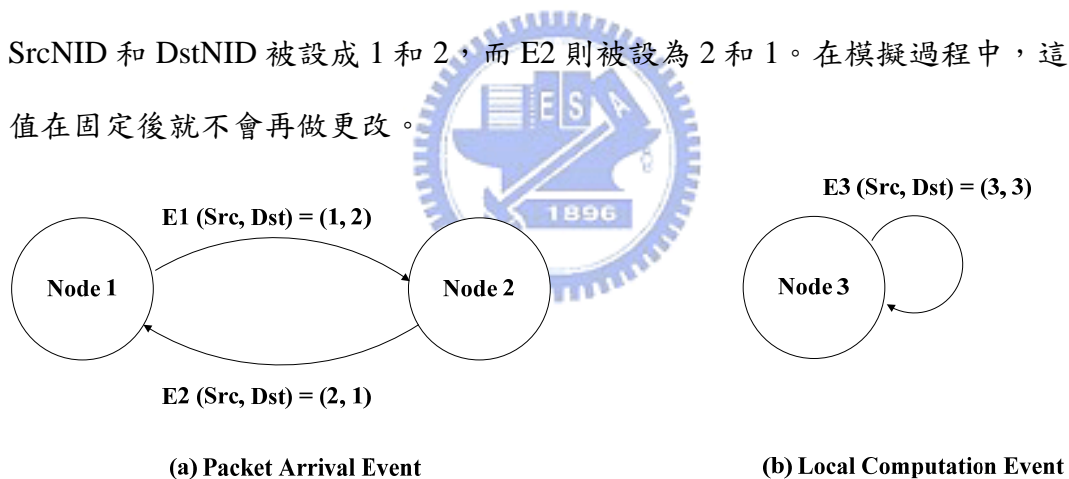 SrcNID 和 DstNID 被設成 1 和 2，而 E2 則被設為 2 和 1。在模擬過程中，這
值在固定後就不會再做更改。
ESA
1896
E1 (Src, Dst) = (1, 2)
E3 (Src, Dst) = (3, 3)
Node 1
Node 2
Node 3
E2 (Src, Dst) = (2, 1)
(a) Packet Arrival Event
(b) Local Computation Event